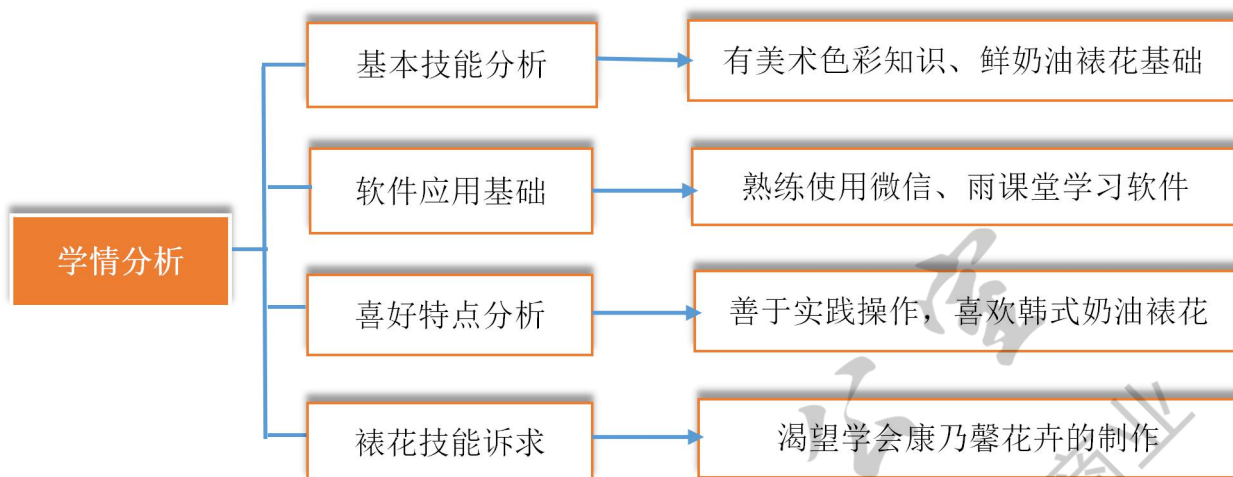 基本技能分析
有美术色彩知识、鲜奶油裱花基础
软件应用基础
熟练使用微信、雨课堂学习软件
学情分析
喜好特点分析
善于实践操作，喜欢韩式奶油裱花
裱花技能诉求
渴望学会康乃馨花卉的制作
商业